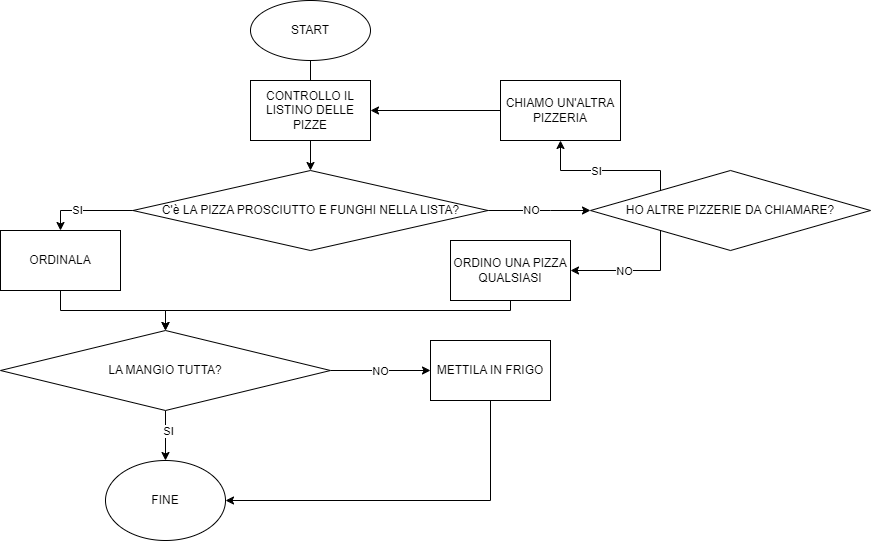 START
CONTROLLO IL
LISTINO DELLE
PIZZE
CHIAMO UN'ALTRA
PIZZERIA
SI
SI
C'è LA PIZZA PROSCIUTTO E FUNGHI NELLA LISTA?
NO
HO ALTRE PIZZERIE DA CHIAMARE?
ORDINALA
ORDINO UNA PIZZA
QUALSIASI
NO
LA MANGIO TUTTA?
NO
METTILA IN FRIGO
SI
FINE